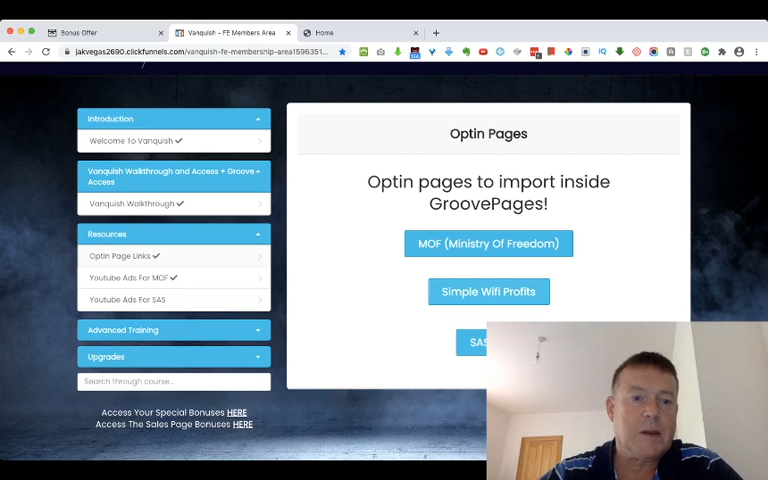 Bonus Offer
Vanquish – FE Members Area
Home
jakvegas2690.clickfunnels.com/vanquish-fe-membership-area1596351...
Introduction
Welcome To Vanquish
Vanquish Walkthrough and Access + Groove Access
Vanquish Walkthrough
Resources
Optin Page Links
Youtube Ads For MOF
Youtube Ads For SAS
Advanced Training
Upgrades
Search through course...
Access Your Special Bonuses HERE
Access The Sales Page Bonuses HERE
Optin Pages
Optin pages to import inside
GroovePages!
MOF (Ministry Of Freedom)
Simple Wifi Profits
SAS